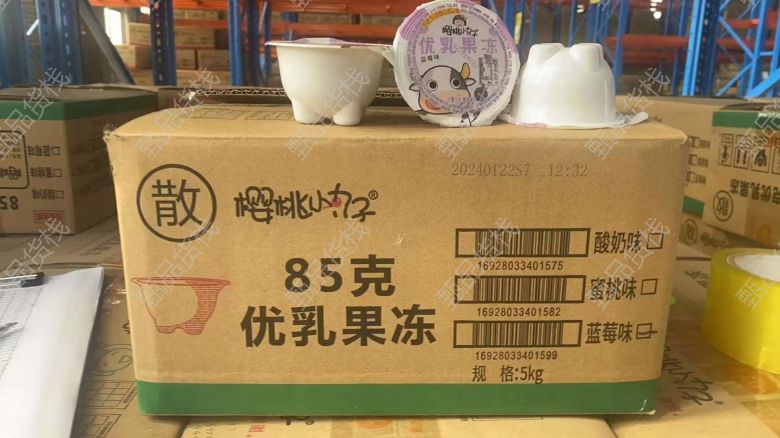 樱桃小丸子
优乳果冻
蓝莓味
20240122S7 12:32
散 樱桃小丸子®
酸奶味
16928033401575
85克
蜜桃味
16928033401582
优乳果冻
蓝莓味
16928033401599
规 格:5kg
甄品货栈